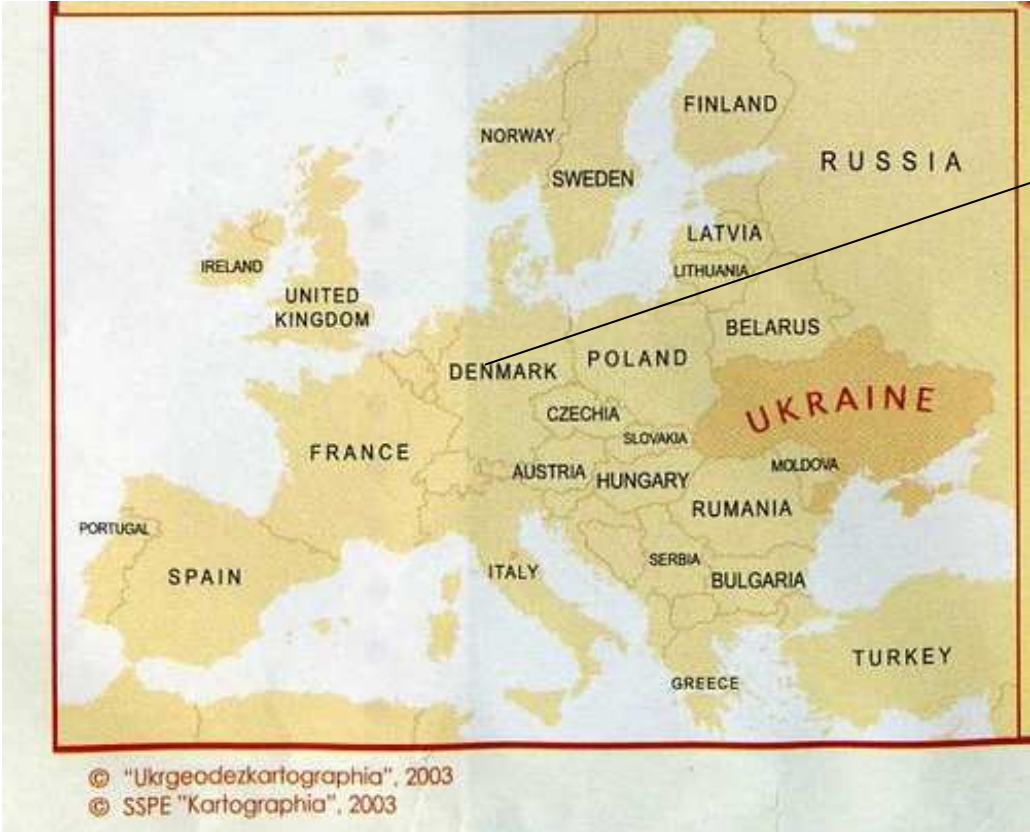 FINLAND
NORWAY
RUSSIA
SWEDEN
LATVIA
IRELAND
LITHUANIA
UNITED
KINGDOM
BELARUS
DENMARK
POLAND
UKRAINE
CZECHIA
SLOVAKIA
FRANCE
MOLDOVA
AUSTRIA
HUNGARY
RUMANIA
PORTUGAL
SERBIA
ITALY
SPAIN
BULGARIA
TURKEY
GREECE
© "Ukrgeodezkartographia", 2003
© SSPE "Kartographia", 2003